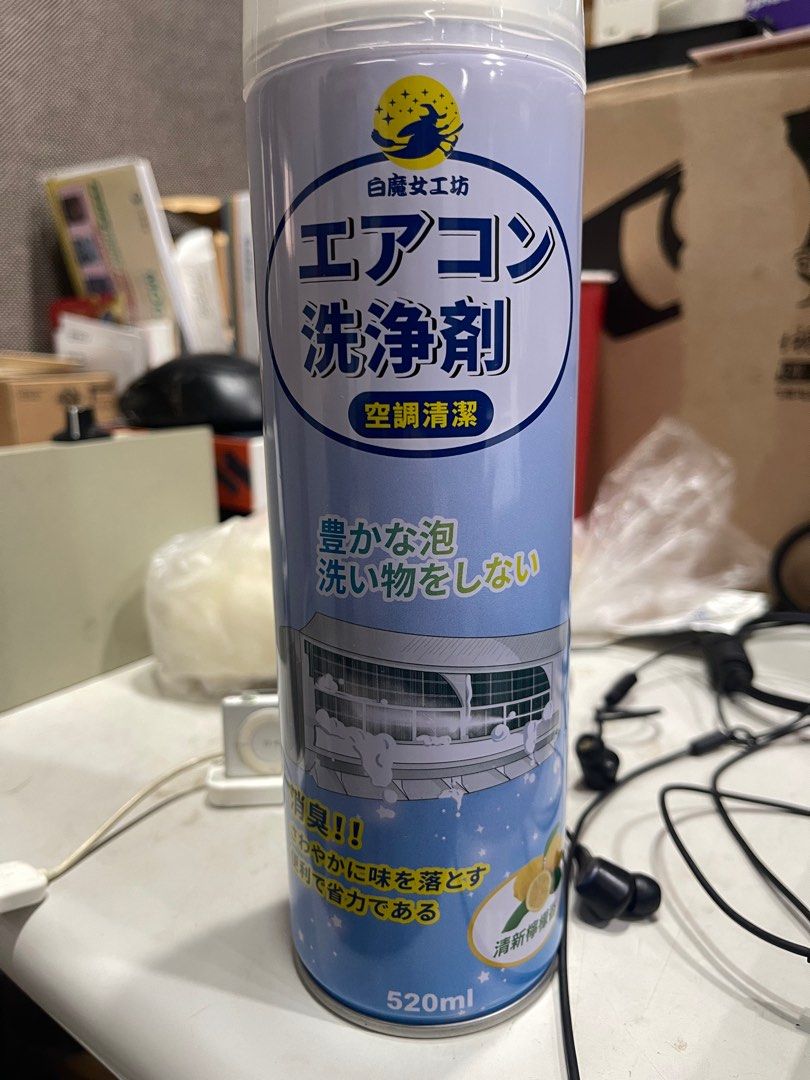 白魔女工坊
エアコン
洗浄剤
空調清潔
豊かな泡
洗い物をしない
消臭!!
さわやかに味を落とす
便利で省力である
清新檸檬
520ml